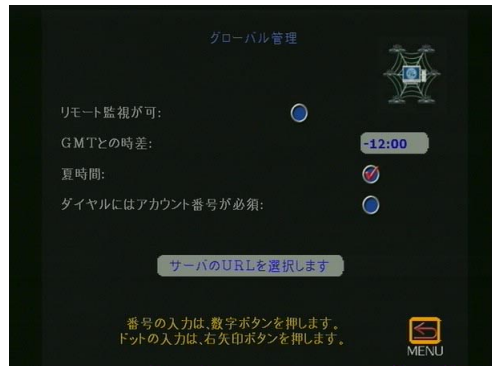 グローバル管理
リモート監視が可:
GMTとの時差:
-12:00
夏時間:
ダイヤルにはアカウント番号が必須:
サーバのURLを選択します
番号の入力は、数字ボタンを押します。
ドットの入力は、右矢印ボタンを押します。
MENU